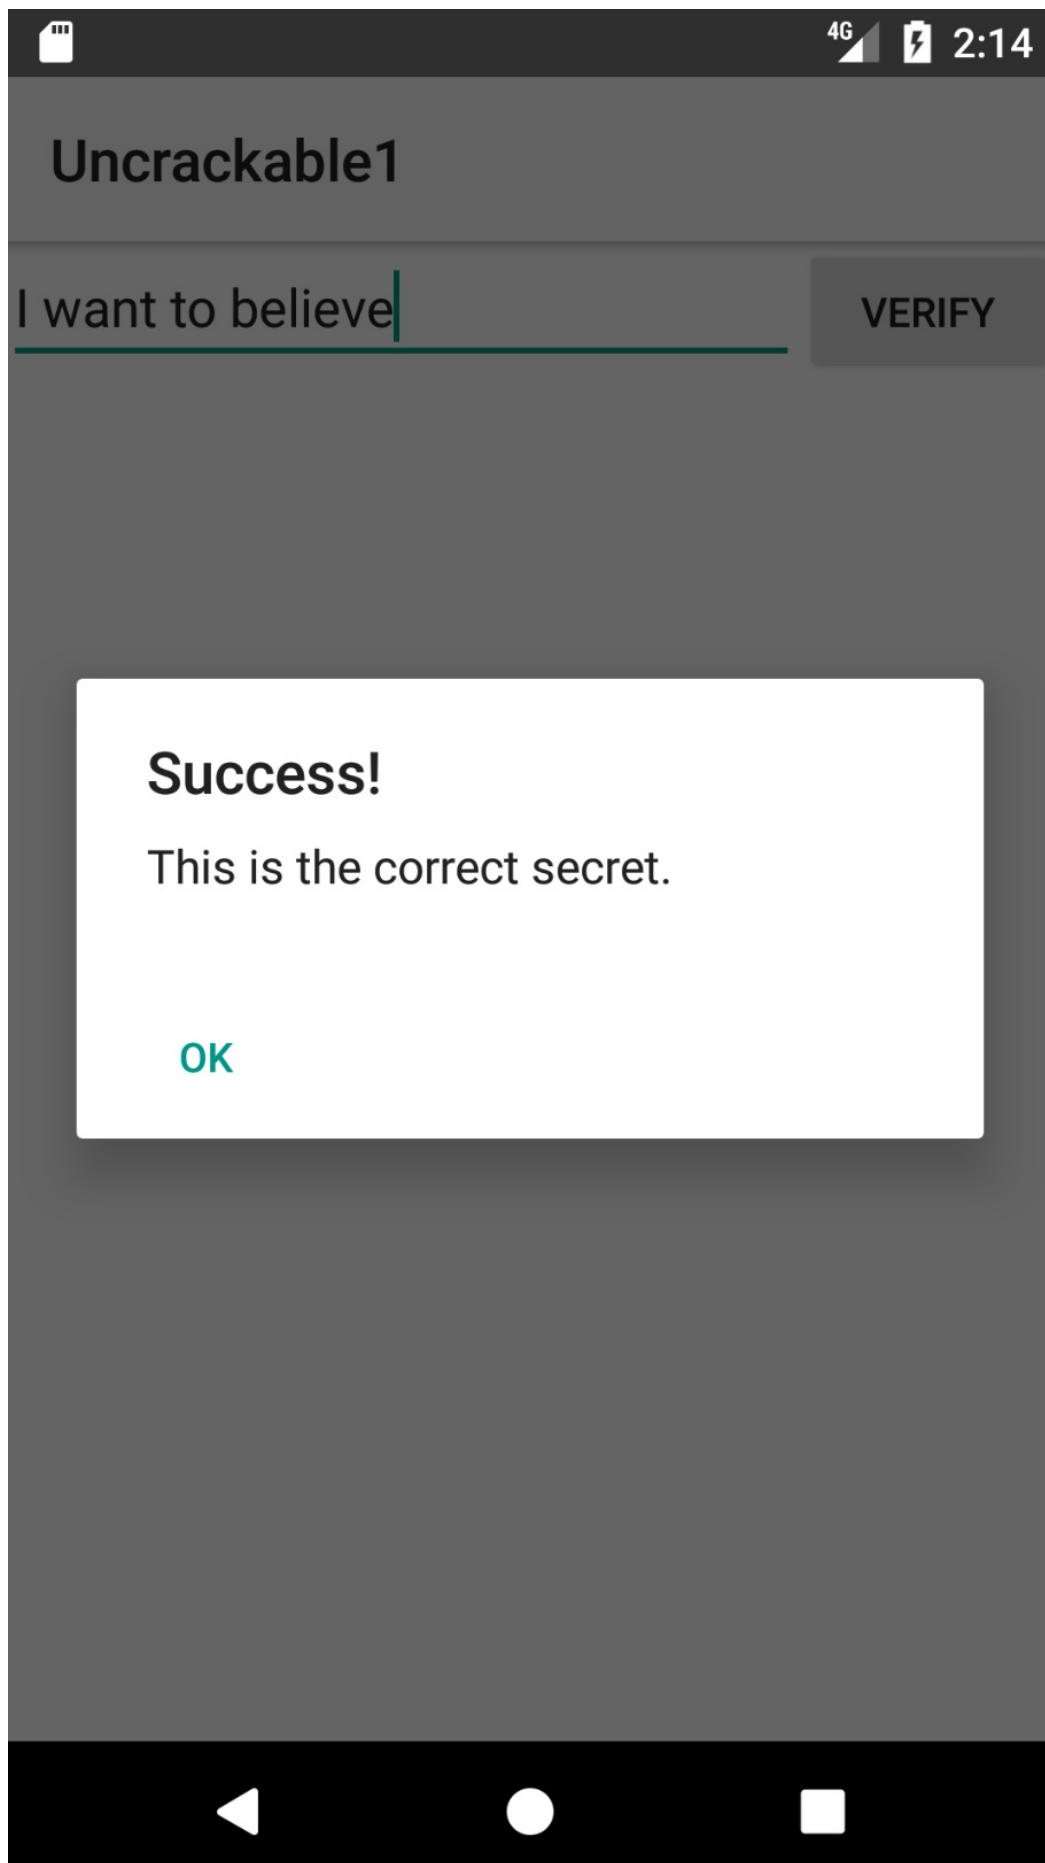 4G 2:14
Uncrackable1
I want to believe VERIFY
Success!
This is the correct secret.
OK